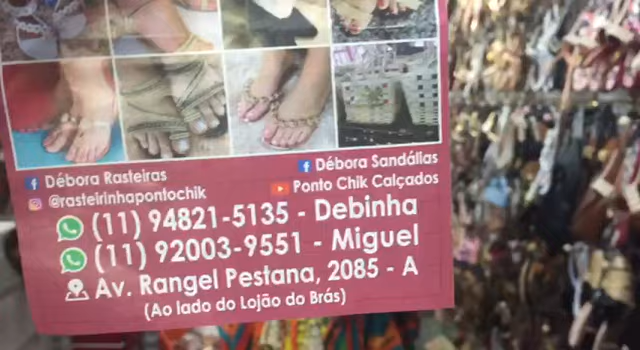 Débora Rasteiras
Débora Sandálias
@rasteirinhapontochik
Ponto Chik Calçados
(11) 94821-5135 - Debinha
(11) 92003-9551 - Miguel
Av. Rangel Pestana, 2085 - A
(Ao lado do Lojão do Brás)